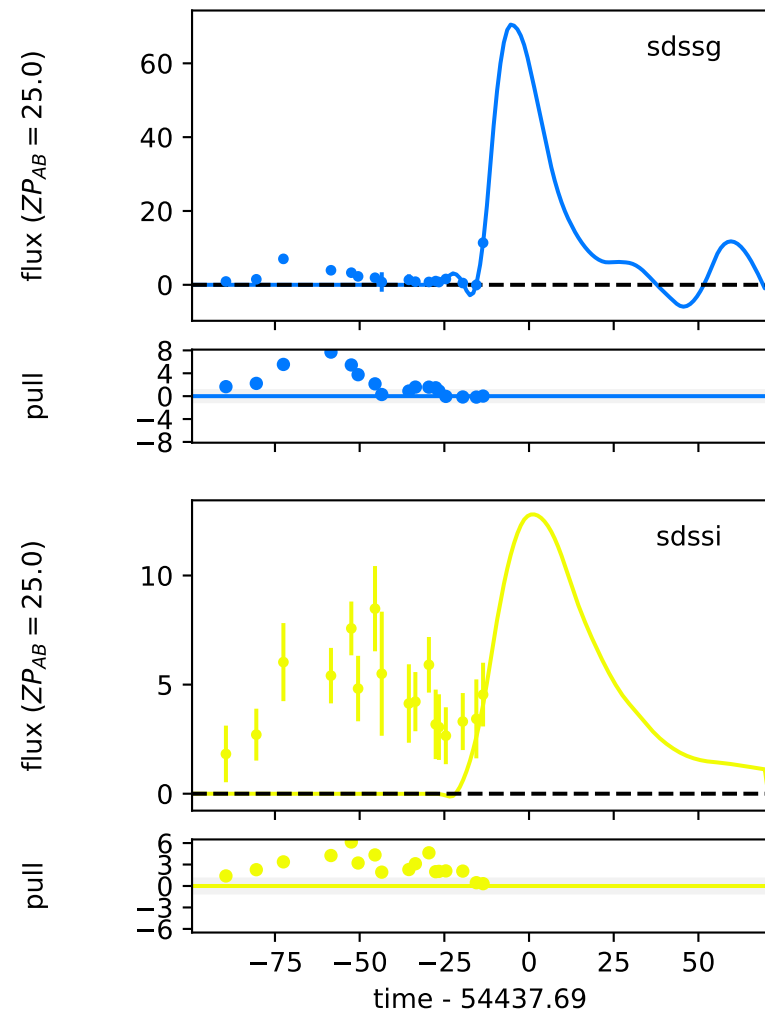 sdssg
flux (ZP_AB = 25.0)
60
40
20
0
pull
8
4
0
−4
−8
sdssi
flux (ZP_AB = 25.0)
10
5
0
pull
6
3
0
−3
−6
−75 −50 −25 0 25 50
time - 54437.69